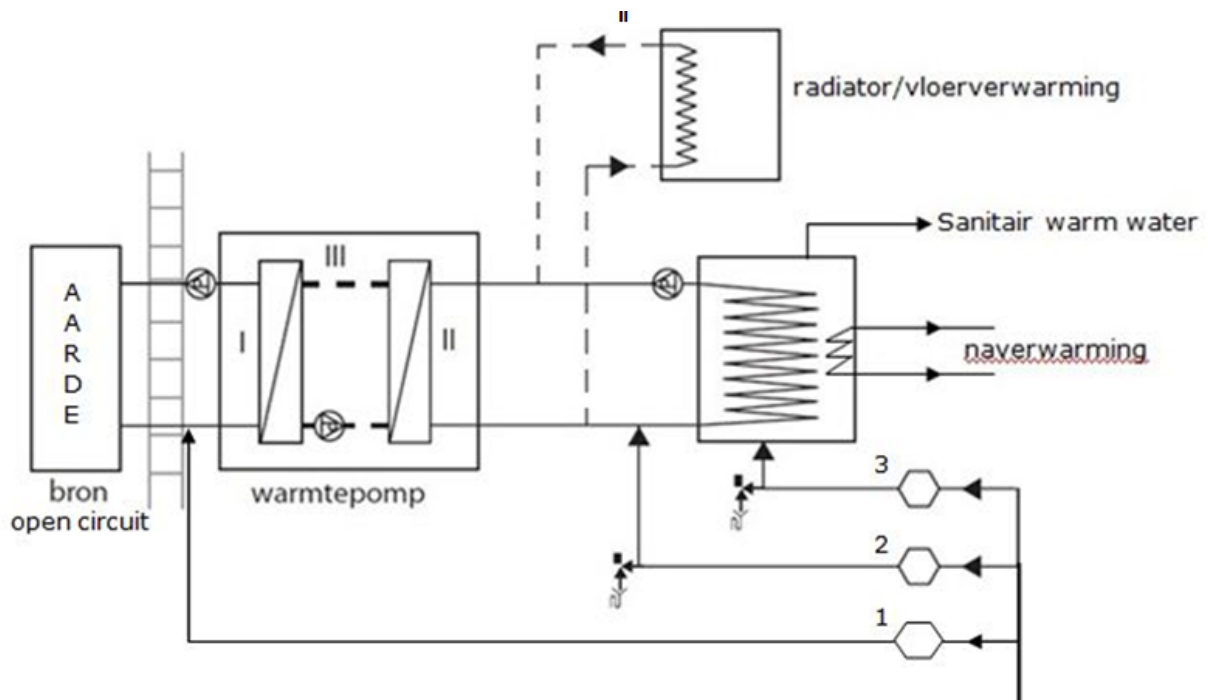 II
radiator/vloerverwarming
Sanitair warm water
III
A
A
R
D
E
I
II
naverwarming
bron
open circuit
warmtepomp
3
2
1